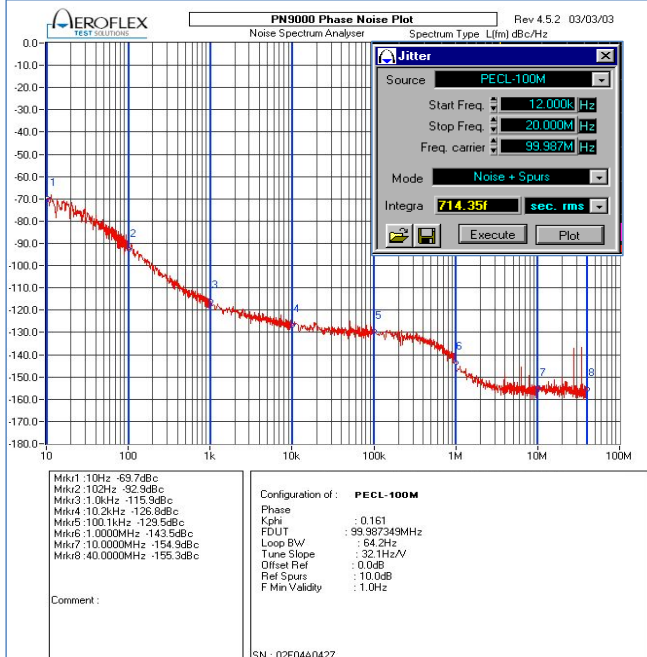 AEROFLEX
TEST SOLUTIONS
PN9000 Phase Noise Plot
Rev 4.5.2 03/03/03
Noise Spectrum Analyser
Spectrum Type L(fm) dBc/Hz
Jitter
Source PECL-100M
Start Freq. 12.000k Hz
Stop Freq. 20.000M Hz
Freq. carrier 99.987M Hz
Mode Noise + Spurs
Integra 714.35f sec. rms
Execute Plot
0.0
-10.0
-20.0
-30.0
-40.0
-50.0
-60.0
-70.0
-80.0
-90.0
-100.0
-110.0
-120.0
-130.0
-140.0
-150.0
-160.0
-170.0
-180.0
1
2
3
4
5
6
7
8
10 100 1k 10k 100k 1M 10M 100M
Mrkr1 :10Hz -69.7dBc
Mrkr2 :102Hz -92.9dBc
Mrkr3 :1.0kHz -115.9dBc
Mrkr4 :10.2kHz -126.8dBc
Mrkr5 :100.1kHz -129.5dBc
Mrkr6 :1.0000MHz -143.5dBc
Mrkr7 :10.0000MHz -154.9dBc
Mrkr8 :40.0000MHz -155.3dBc
Comment :
Configuration of : PECL-100M
Phase
Kphi : 0.161
FDUT : 99.987349MHz
Loop BW : 64.2Hz
Tune Slope : 32.1Hz/V
Offset Ref : 0.0dB
Ref Spurs : 10.0dB
F Min Validity : 1.0Hz
SN : 02E04A0427